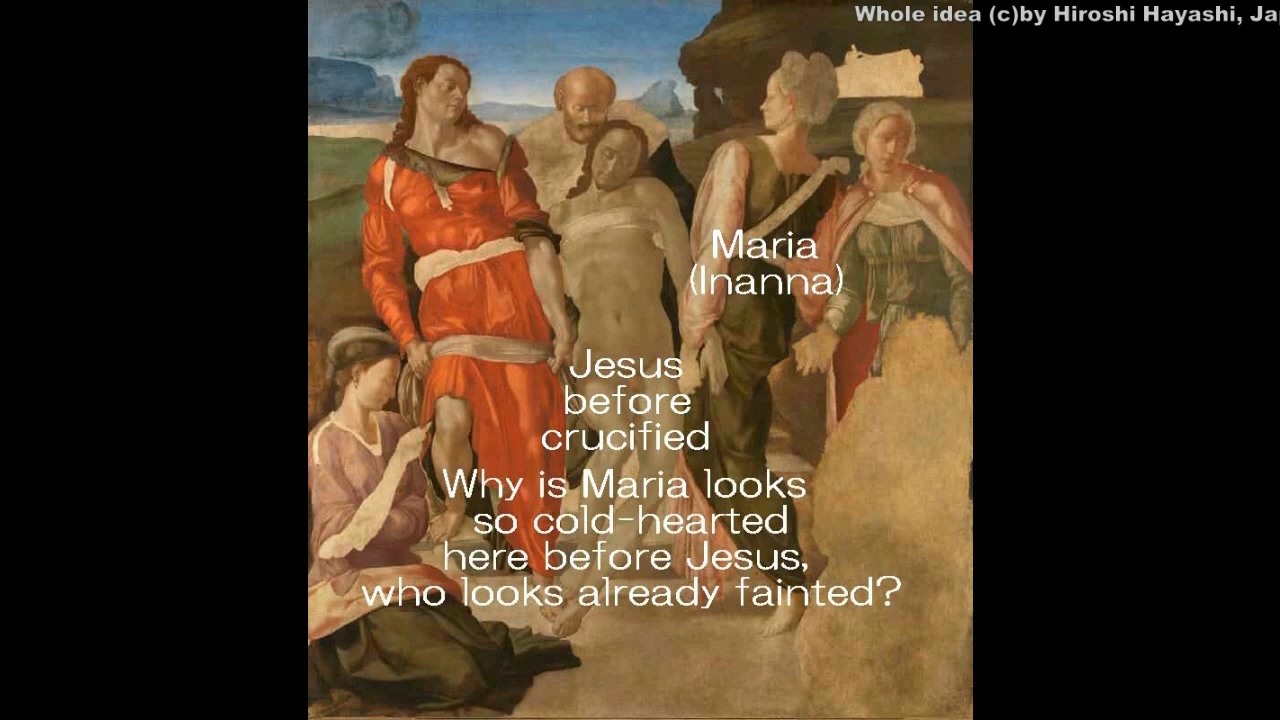 Whole idea (c)by Hiroshi Hayashi, Ja
Maria
(Inanna)
Jesus
before
crucified
Why is Maria looks
so cold-hearted
here before Jesus,
who looks already fainted?